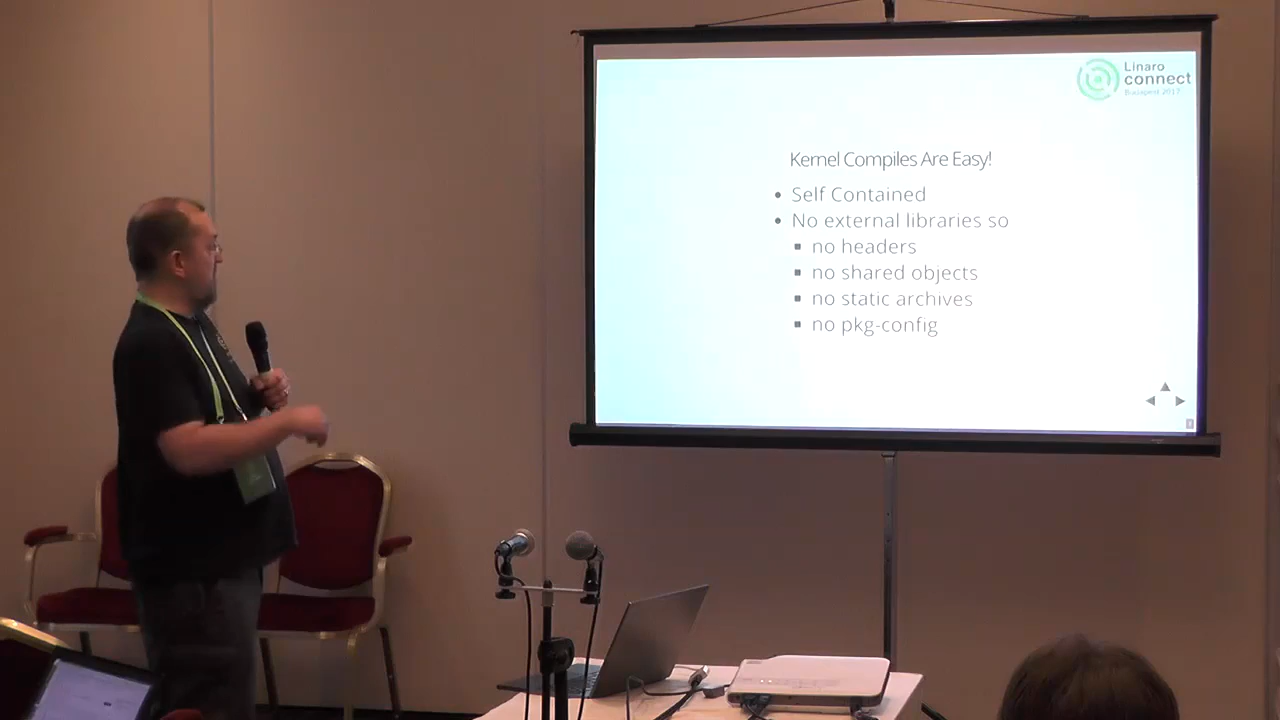 Linaro
connect
Budapest 2017
Kernel Compiles Are Easy!
Self Contained
No external libraries so
no headers
no shared objects
no static archives
no pkg-config